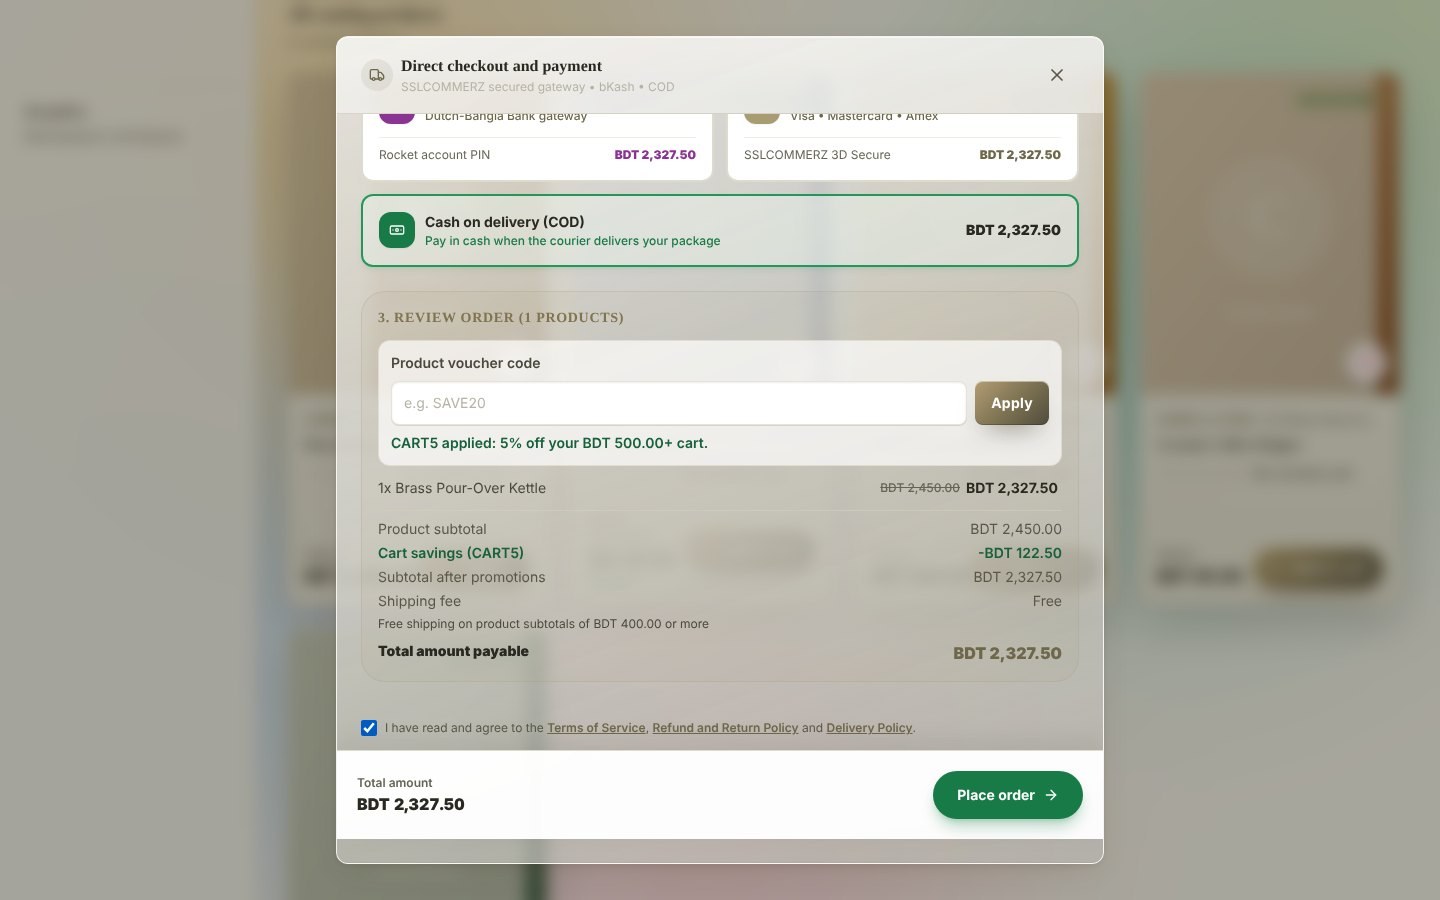 Direct checkout and payment
SSLCOMMERZ secured gateway • bKash • COD
Dutch-Bangla Bank gateway
Visa • Mastercard • Amex
Rocket account PIN BDT 2,327.50
SSLCOMMERZ 3D Secure BDT 2,327.50
Cash on delivery (COD)
Pay in cash when the courier delivers your package
BDT 2,327.50
3. REVIEW ORDER (1 PRODUCTS)
Product voucher code
e.g. SAVE20
Apply
CART5 applied: 5% off your BDT 500.00+ cart.
1x Brass Pour-Over Kettle BDT 2,450.00 BDT 2,327.50
Product subtotal BDT 2,450.00
Cart savings (CART5) -BDT 122.50
Subtotal after promotions BDT 2,327.50
Shipping fee Free
Free shipping on product subtotals of BDT 400.00 or more
Total amount payable BDT 2,327.50
I have read and agree to the Terms of Service, Refund and Return Policy and Delivery Policy.
Total amount
BDT 2,327.50
Place order